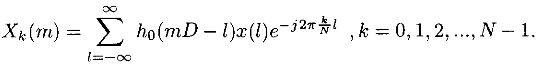 $X_k(m) = \sum_{l=-\infty}^{\infty} h_0(mD - l)x(l)e^{-j2\pi \frac{k}{N} l} \;\; , k = 0, 1, 2, ..., N - 1.$